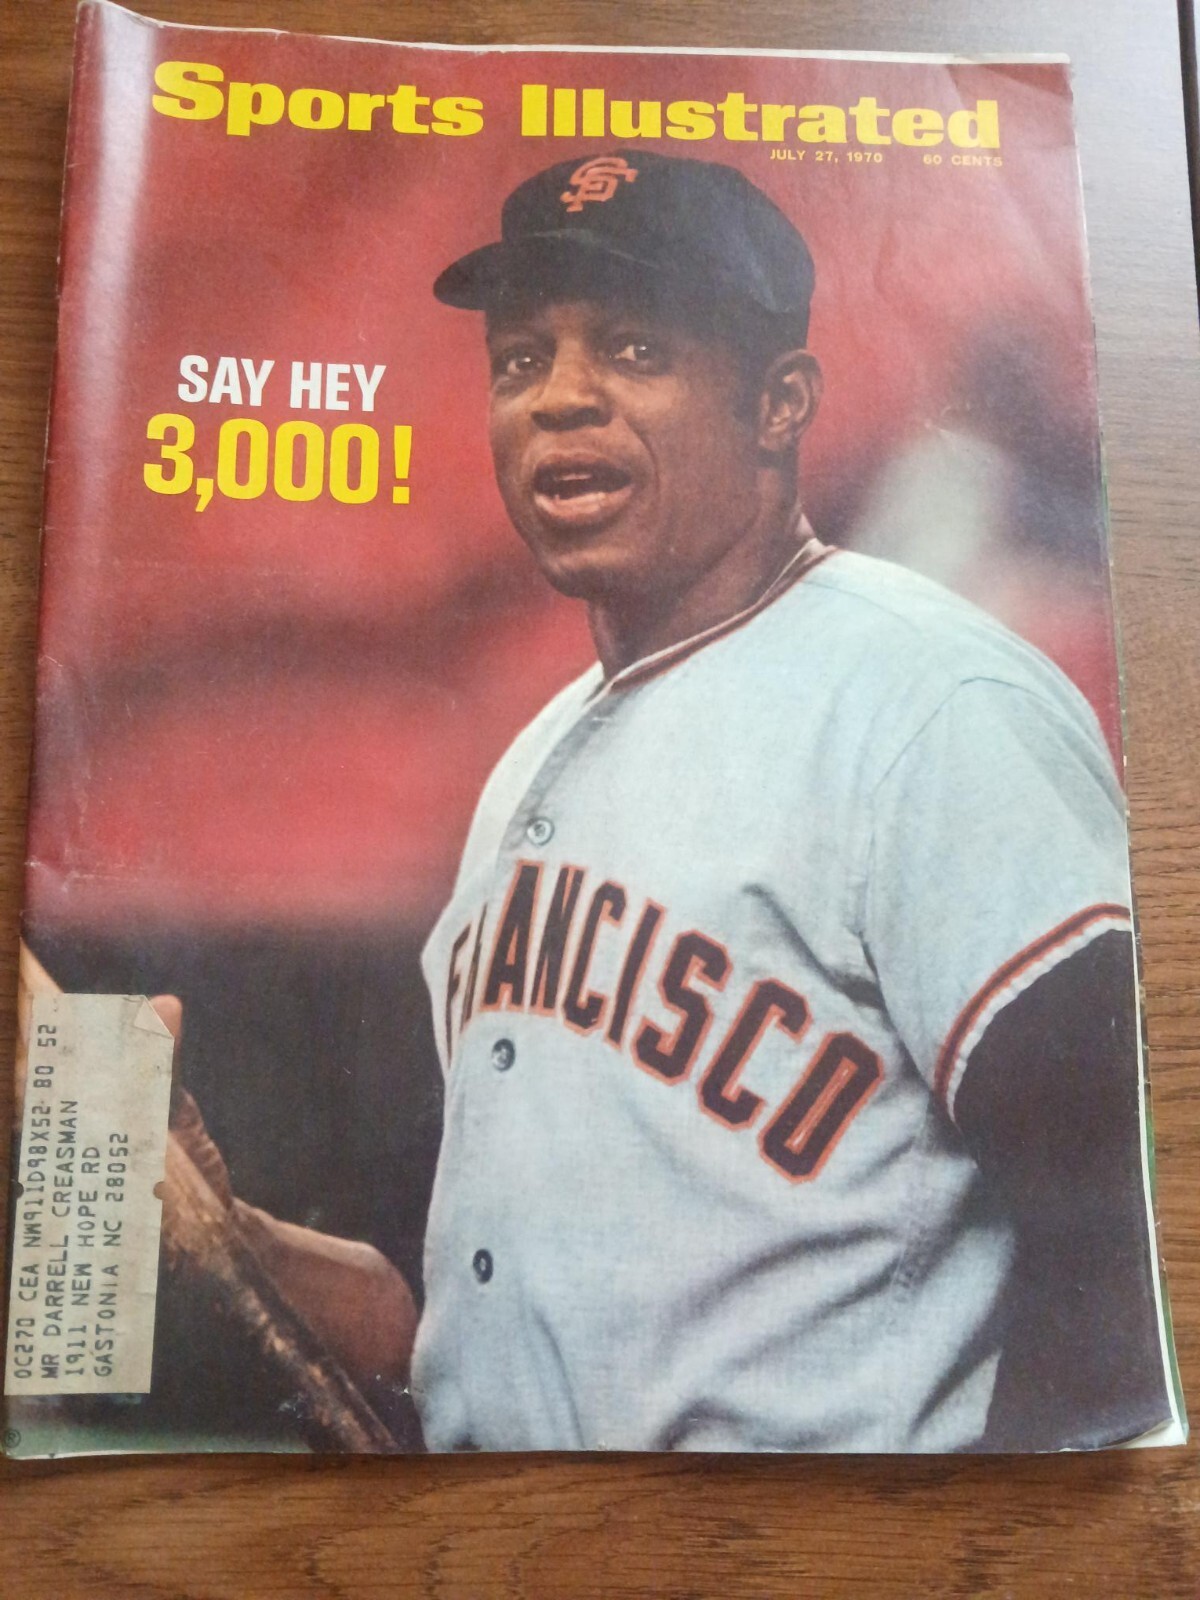 Sports Illustrated
JULY 27, 1970 60 CENTS
SF
SAY HEY
3,000!
FRANCISCO
OC270 CEA NW911D98X52 80 52
MR DARRELL CREASMAN
1911 NEW HOPE RD
GASTONIA NC 28052
®